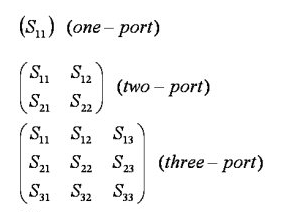 (S₁₁) (one – port)
(S₁₁ S₁₂
S₂₁ S₂₂) (two – port)
(S₁₁ S₁₂ S₁₃
S₂₁ S₂₂ S₂₃ (three – port)
S₃₁ S₃₂ S₃₃)